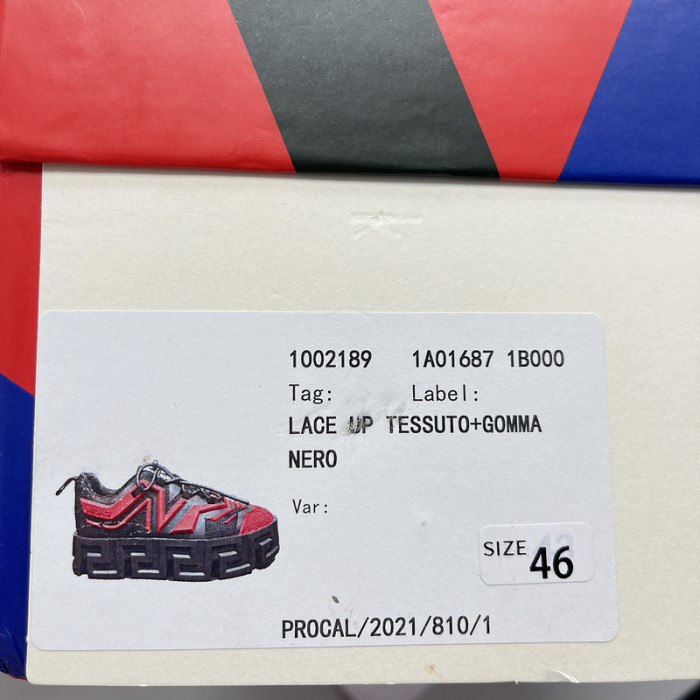 1002189 1A01687 1B000
Tag: Label:
LACE UP TESSUTO+GOMMA
NERO
Var:
SIZE 46
PROCAL/2021/810/1